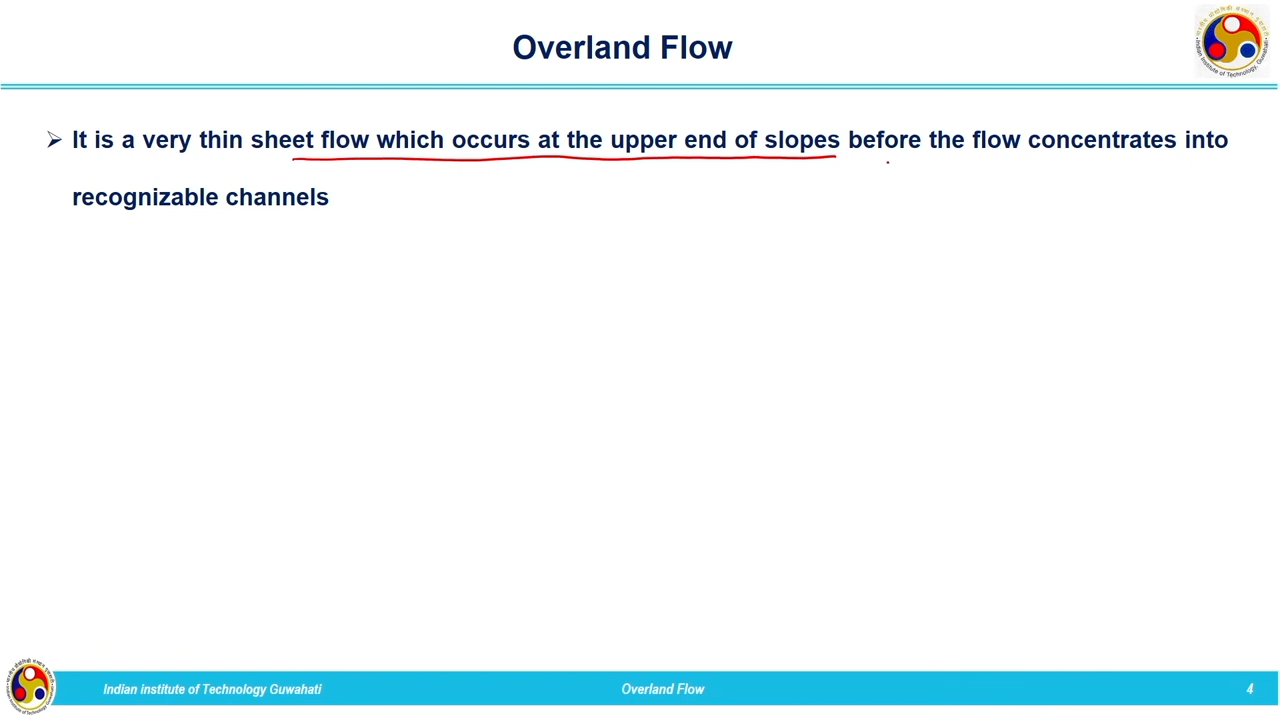 Overland Flow
➢ It is a very thin sheet flow which occurs at the upper end of slopes before the flow concentrates into
recognizable channels
Indian institute of Technology Guwahati
Overland Flow
4